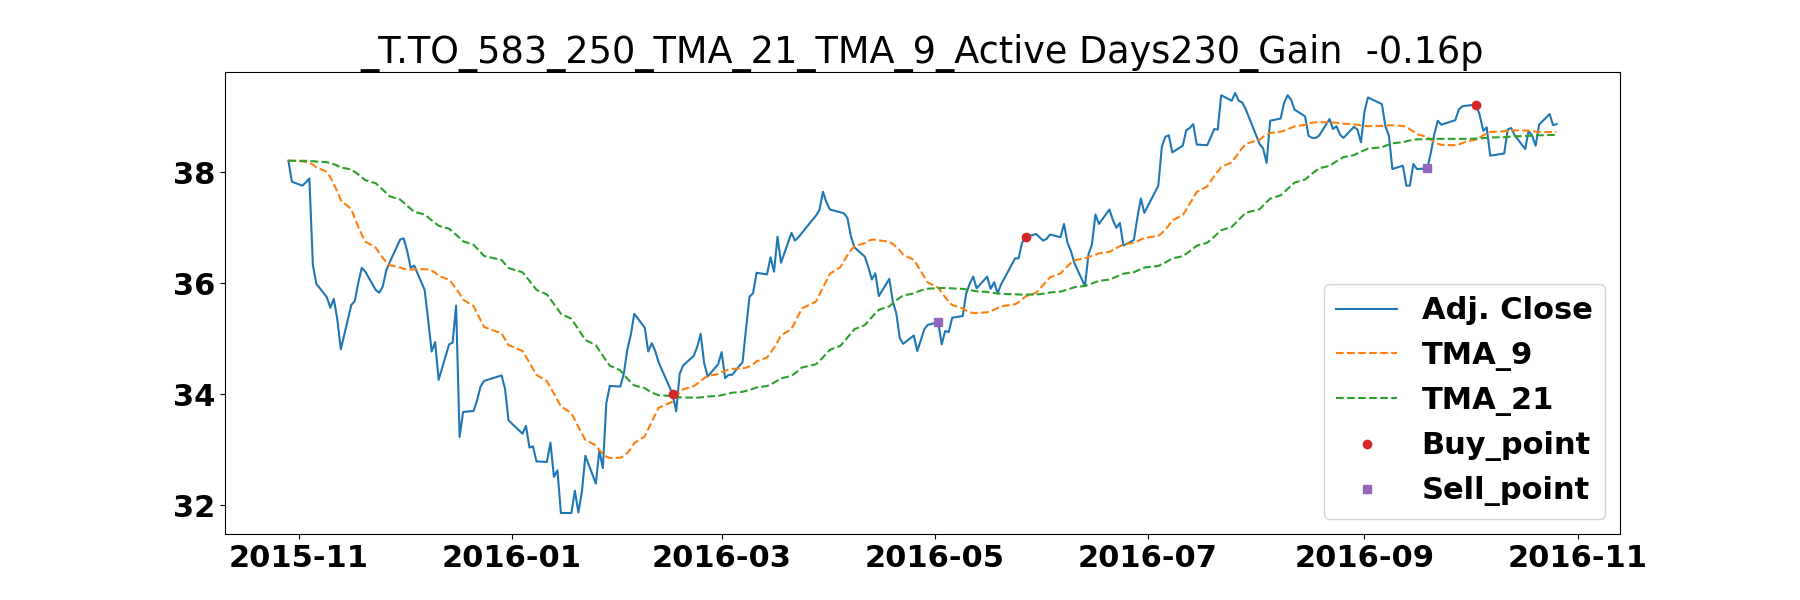 _T.TO_583_250_TMA_21_TMA_9_Active Days230_Gain  -0.16p
38
36
34
32
Adj. Close
TMA_9
TMA_21
Buy_point
Sell_point
2015-11 2016-01 2016-03 2016-05 2016-07 2016-09 2016-11